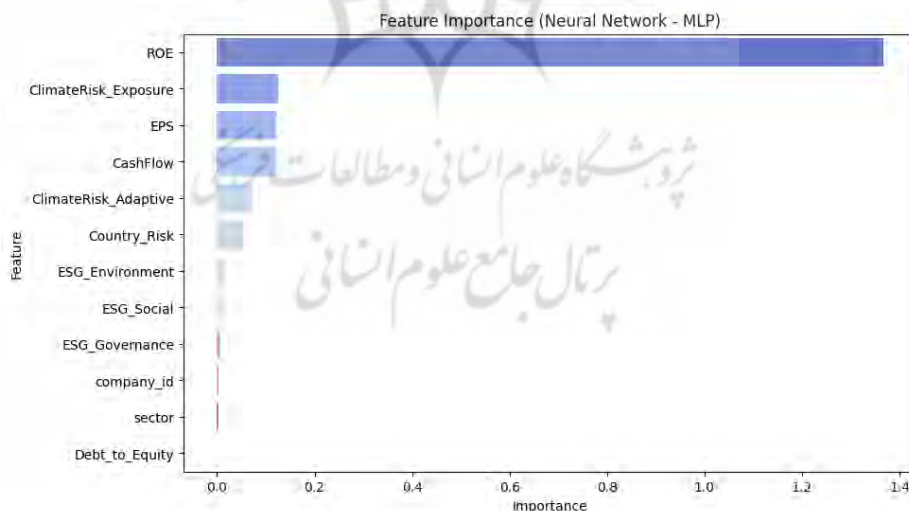 Feature Importance (Neural Network - MLP)
ROE
ClimateRisk_Exposure
EPS
CashFlow
ClimateRisk_Adaptive
Country_Risk
ESG_Environment
ESG_Social
ESG_Governance
company_id
sector
Debt_to_Equity
Feature
0.0 0.2 0.4 0.6 0.8 1.0 1.2 1.4
Importance
پژوهشگاه علوم انسانی و مطالعات فرهنگی
پرتال جامع علوم انسانی